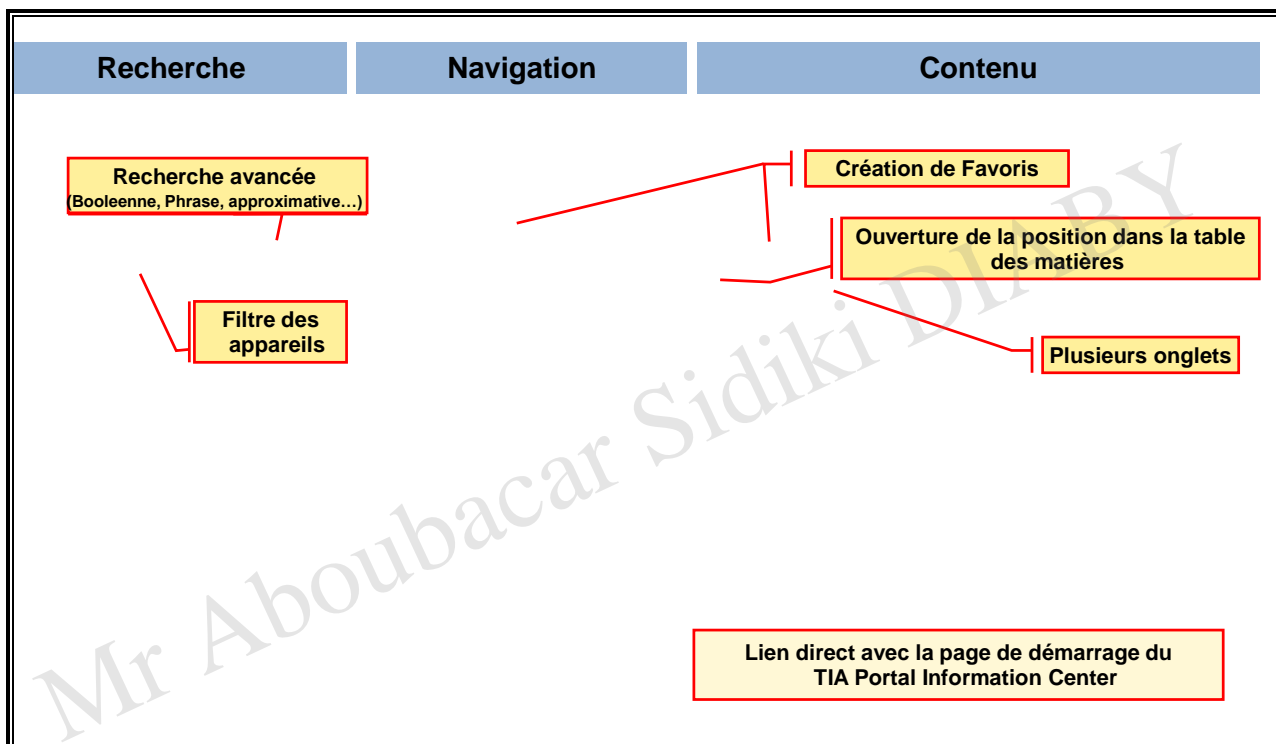 Recherche
Navigation
Contenu
Recherche avancée
(Booleenne, Phrase, approximative…)
Création de Favoris
Ouverture de la position dans la table
des matières
Filtre des
appareils
Plusieurs onglets
Lien direct avec la page de démarrage du
TIA Portal Information Center
Mr Aboubacar Sidiki DIABY